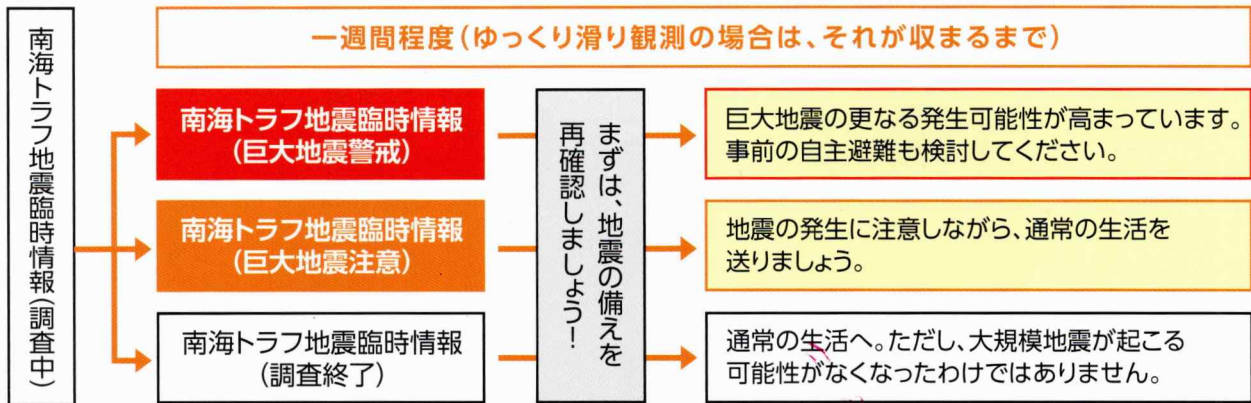 南海トラフ地震臨時情報(調査中)
一週間程度(ゆっくり滑り観測の場合は、それが収まるまで)
南海トラフ地震臨時情報
(巨大地震警戒)
南海トラフ地震臨時情報
(巨大地震注意)
南海トラフ地震臨時情報
(調査終了)
まずは、地震の備えを
再確認しましょう!
巨大地震の更なる発生可能性が高まっています。
事前の自主避難も検討してください。
地震の発生に注意しながら、通常の生活を
送りましょう。
通常の生活へ。ただし、大規模地震が起こる
可能性がなくなったわけではありません。